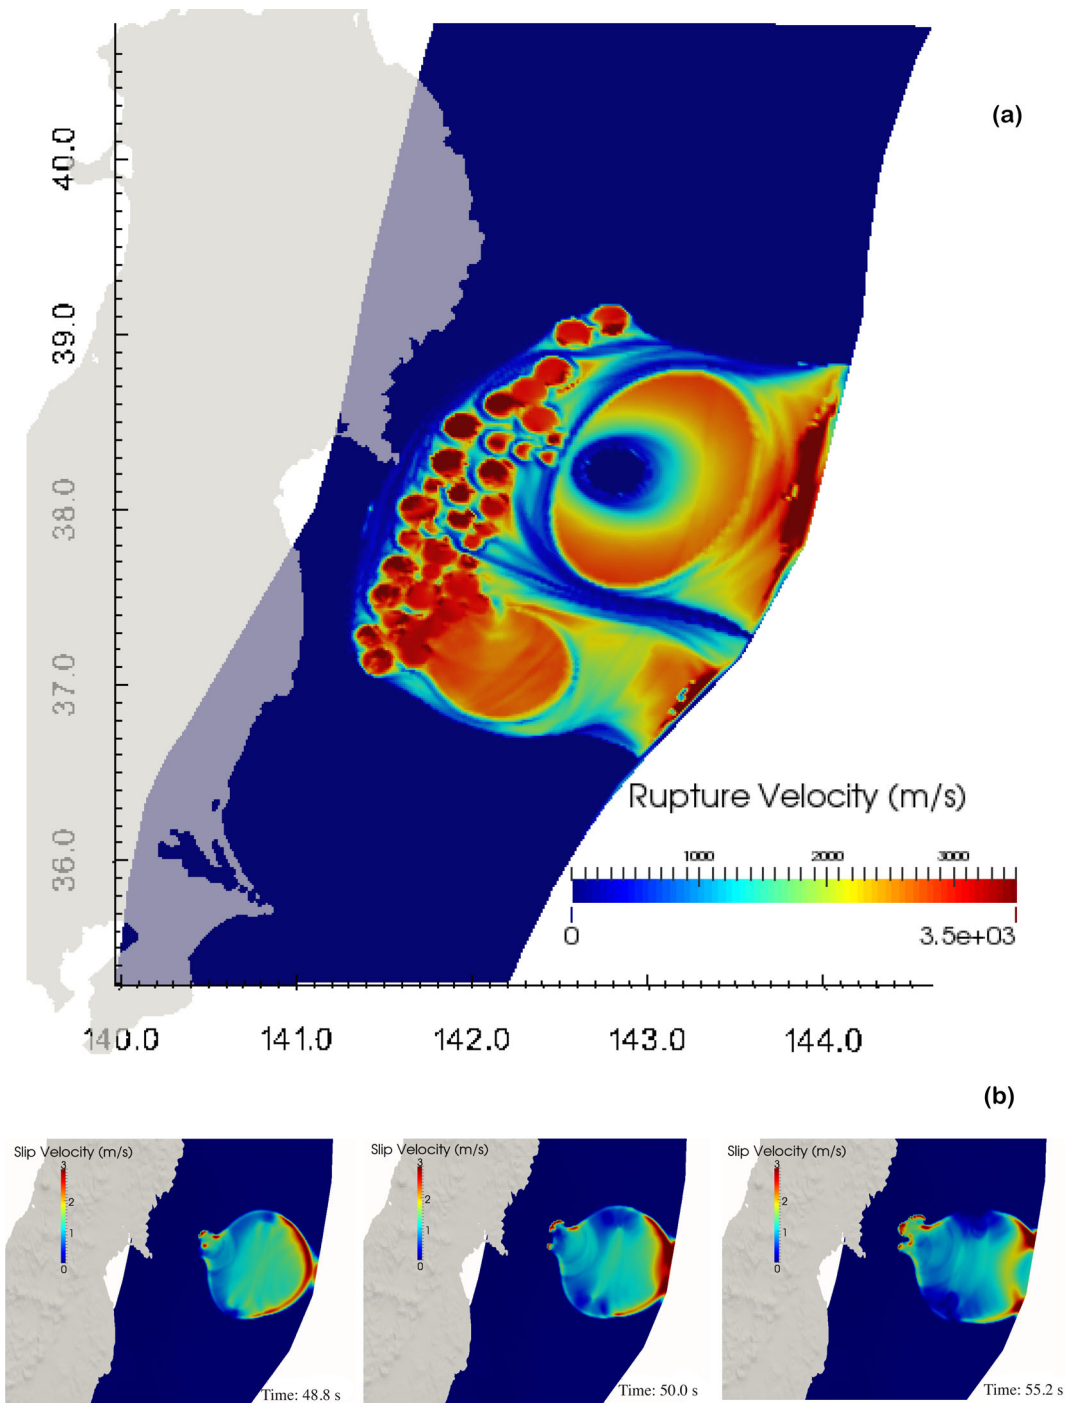 (a)
40.0
39.0
38.0
37.0
36.0
Rupture Velocity (m/s)
1000 2000 3000
0 3.5e+03
140.0 141.0 142.0 143.0 144.0
(b)
Slip Velocity (m/s) Slip Velocity (m/s) Slip Velocity (m/s)
3 3 3
2 2 2
1 1 1
0 0 0
Time: 48.8 s Time: 50.0 s Time: 55.2 s